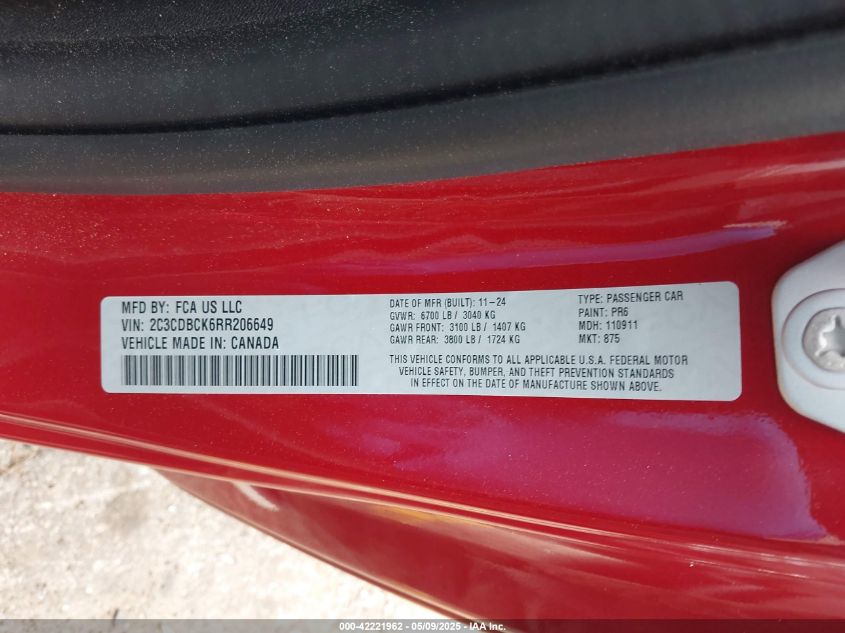 MFD BY: FCA US LLC
VIN: 2C3CDBCK6RR206649
VEHICLE MADE IN: CANADA
DATE OF MFR (BUILT): 11-24
GVWR: 6700 LB / 3040 KG
GAWR FRONT: 3100 LB / 1407 KG
GAWR REAR: 3800 LB / 1724 KG
TYPE: PASSENGER CAR
PAINT: PR6
MDH: 110911
MKT: 875
THIS VEHICLE CONFORMS TO ALL APPLICABLE U.S.A. FEDERAL MOTOR
VEHICLE SAFETY, BUMPER, AND THEFT PREVENTION STANDARDS
IN EFFECT ON THE DATE OF MANUFACTURE SHOWN ABOVE.
000-42221962 - 05/09/2025 - IAA Inc.